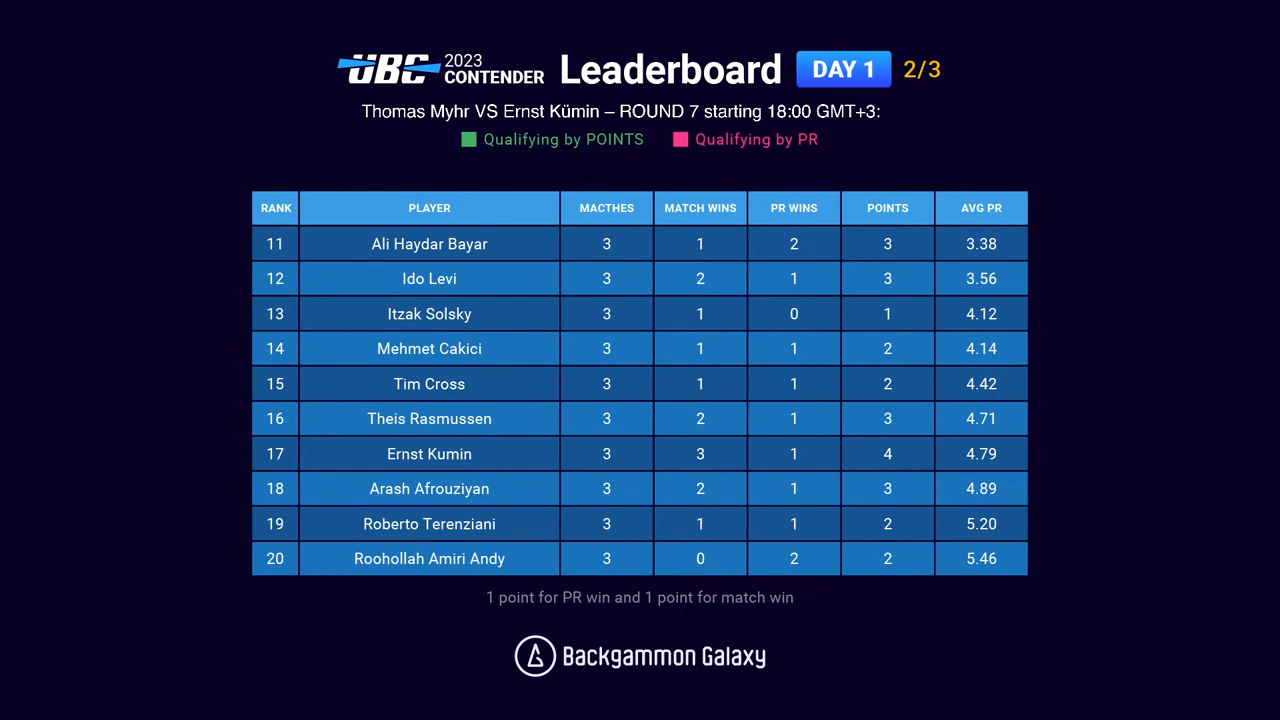 UBC 2023 CONTENDER Leaderboard DAY 1 2/3
Thomas Myhr VS Ernst Kümin – ROUND 7 starting 18:00 GMT+3:
Qualifying by POINTS Qualifying by PR
RANK PLAYER MACTHES MATCH WINS PR WINS POINTS AVG PR
11 Ali Haydar Bayar 3 1 2 3 3.38
12 Ido Levi 3 2 1 3 3.56
13 Itzak Solsky 3 1 0 1 4.12
14 Mehmet Cakici 3 1 1 2 4.14
15 Tim Cross 3 1 1 2 4.42
16 Theis Rasmussen 3 2 1 3 4.71
17 Ernst Kumin 3 3 1 4 4.79
18 Arash Afrouziyan 3 2 1 3 4.89
19 Roberto Terenziani 3 1 1 2 5.20
20 Roohollah Amiri Andy 3 0 2 2 5.46
1 point for PR win and 1 point for match win
Backgammon Galaxy